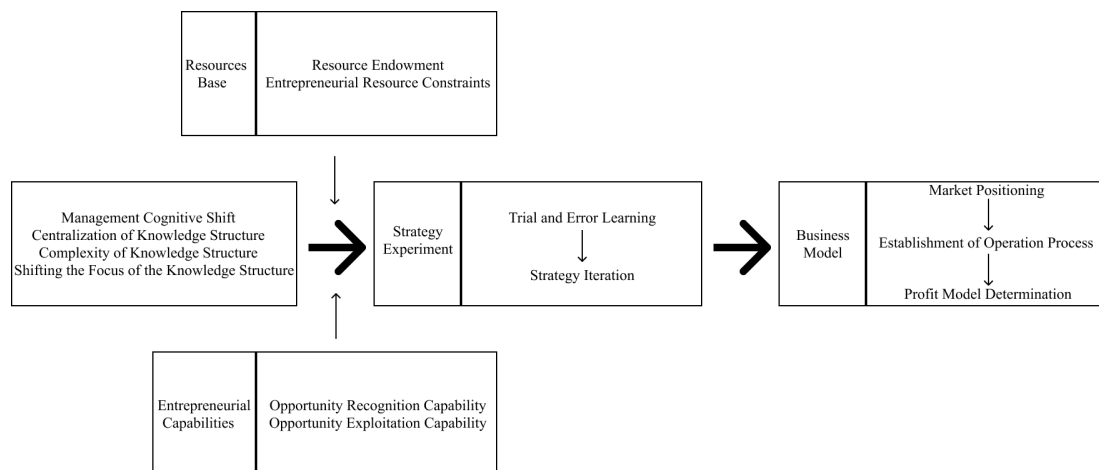 Resources
Base
Resource Endowment
Entrepreneurial Resource Constraints
Management Cognitive Shift
Centralization of Knowledge Structure
Complexity of Knowledge Structure
Shifting the Focus of the Knowledge Structure
Strategy
Experiment
Trial and Error Learning
Strategy Iteration
Business
Model
Market Positioning
Establishment of Operation Process
Profit Model Determination
Entrepreneurial
Capabilities
Opportunity Recognition Capability
Opportunity Exploitation Capability